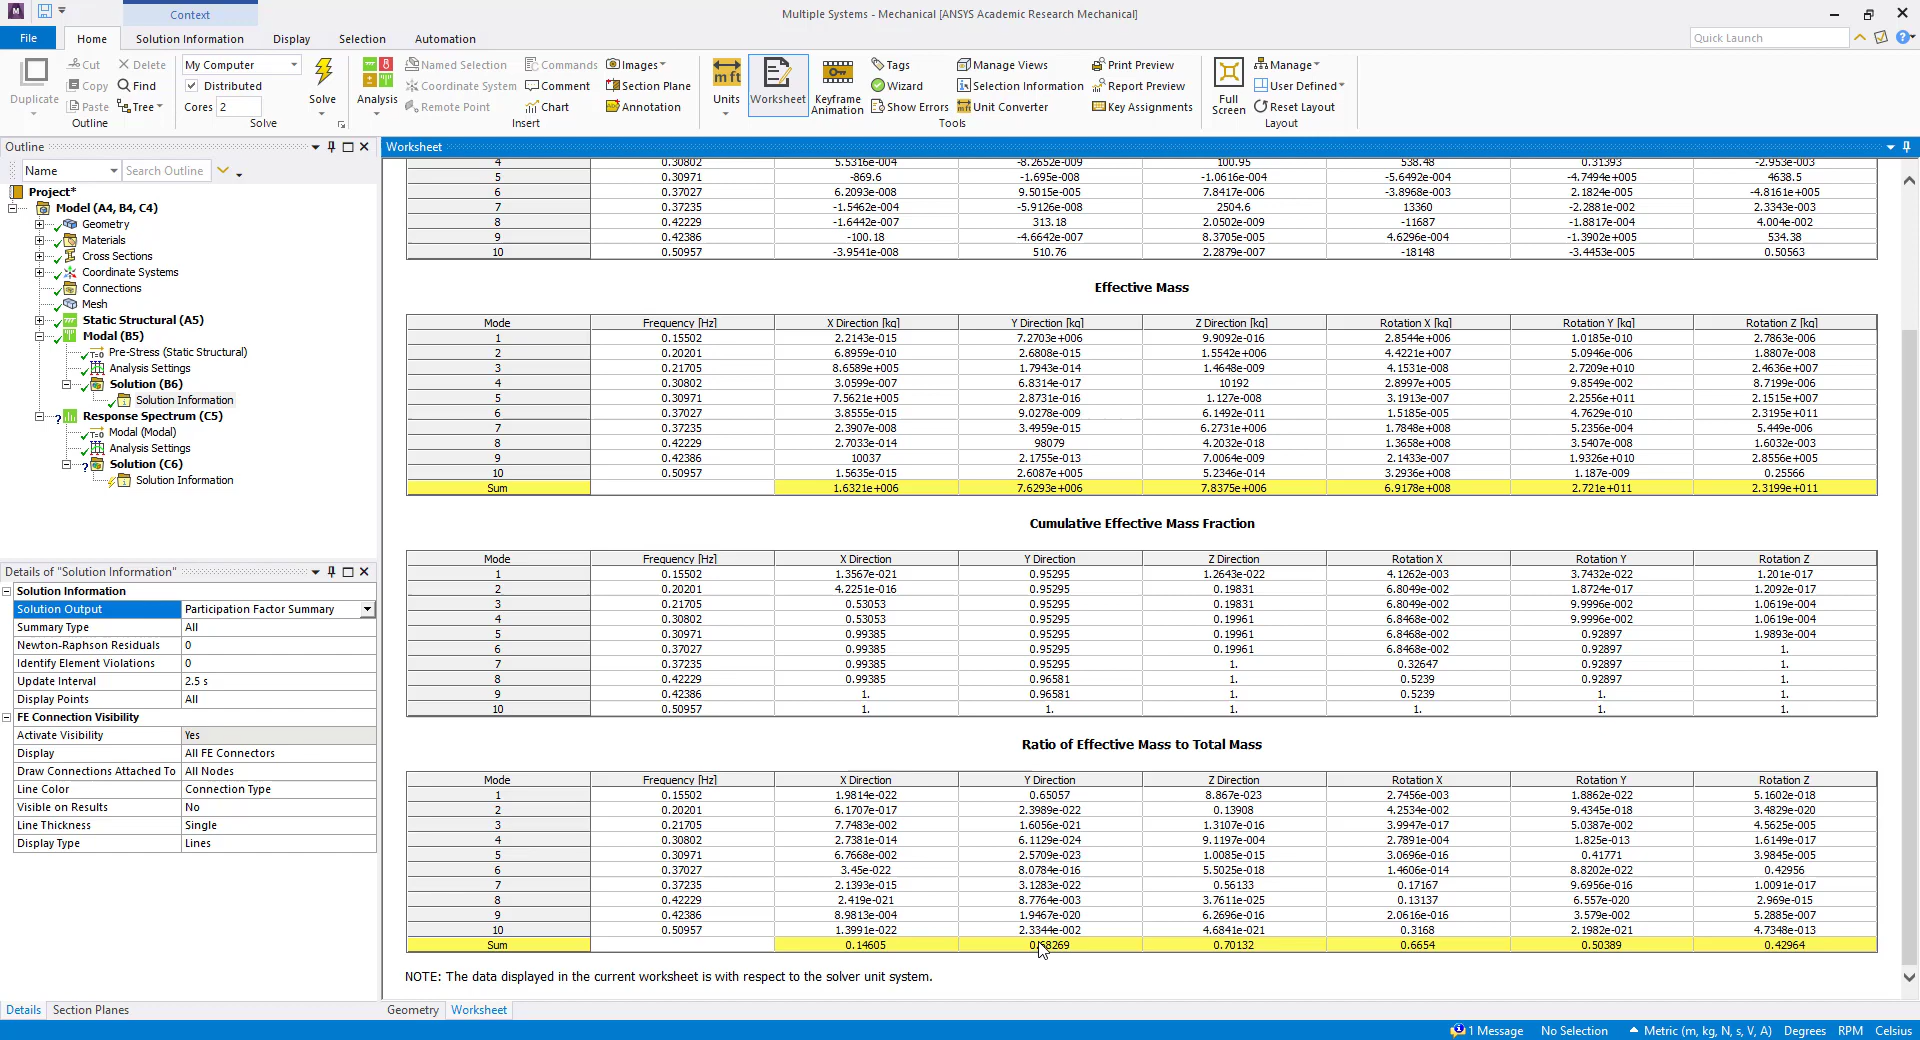 Context
Multiple Systems - Mechanical [ANSYS Academic Research Mechanical]
File Home Solution Information Display Selection Automation Quick Launch
Duplicate Cut Copy Paste Delete Find Tree Outline
My Computer Distributed Cores 2 Solve Solve
Analysis Named Selection Coordinate System Remote Point Commands Comment Chart Images Section Plane Annotation Insert
Units Worksheet Keyframe Animation Tags Wizard Show Errors Manage Views Selection Information Unit Converter Print Preview Report Preview Key Assignments Tools
Full Screen Manage User Defined Reset Layout Layout
Outline
Name Search Outline
Project*
Model (A4, B4, C4)
Geometry
Materials
Cross Sections
Coordinate Systems
Connections
Mesh
Static Structural (A5)
Modal (B5)
Pre-Stress (Static Structural)
Analysis Settings
Solution (B6)
Solution Information
Response Spectrum (C5)
Modal (Modal)
Analysis Settings
Solution (C6)
Solution Information
Details of "Solution Information"
Solution Information
Solution Output Participation Factor Summary
Summary Type All
Newton-Raphson Residuals 0
Identify Element Violations 0
Update Interval 2.5 s
Display Points All
FE Connection Visibility
Activate Visibility Yes
Display All FE Connectors
Draw Connections Attached To All Nodes
Line Color Connection Type
Visible on Results No
Line Thickness Single
Display Type Lines
Details Section Planes
Worksheet
4 0.30802 5.5316e-004 -8.2652e-009 100.95 538.48 0.31393 -2.953e-003
5 0.30971 -869.6 -1.695e-008 -1.0616e-004 -5.6492e-004 -4.7494e+005 4638.5
6 0.37027 6.2093e-008 9.5015e-005 7.8417e-006 -3.8968e-003 2.1824e-005 -4.8161e+005
7 0.37235 -1.5462e-004 -5.9126e-008 2504.6 13360 -2.2881e-002 2.3343e-003
8 0.42229 -1.6442e-007 313.18 2.0502e-009 -11687 -1.8817e-004 4.004e-002
9 0.42386 -100.18 -4.6642e-007 8.3705e-005 4.6296e-004 -1.3902e+005 534.38
10 0.50957 -3.9541e-008 510.76 2.2879e-007 -18148 -3.4453e-005 0.50563
Effective Mass
Mode Frequency [Hz] X Direction [kg] Y Direction [kg] Z Direction [kg] Rotation X [kg] Rotation Y [kg] Rotation Z [kg]
1 0.15502 2.2143e-015 7.2703e+006 9.9092e-016 2.8544e+006 1.0185e-010 2.7863e-006
2 0.20201 6.8959e-010 2.6808e-015 1.5542e+006 4.4221e+007 5.0946e-006 1.8807e-008
3 0.21705 8.6589e+005 1.7943e-014 1.4648e-009 4.1531e-008 2.7209e+010 2.4636e+007
4 0.30802 3.0599e-007 6.8314e-017 10192 2.8997e+005 9.8549e-002 8.7199e-006
5 0.30971 7.5621e+005 2.8731e-016 1.127e-008 3.1913e-007 2.2556e+011 2.1515e+007
6 0.37027 3.8555e-015 9.0278e-009 6.1492e-011 1.5185e-005 4.7629e-010 2.3195e+011
7 0.37235 2.3907e-008 3.4959e-015 6.2731e+006 1.7848e+008 5.2356e-004 5.449e-006
8 0.42229 2.7033e-014 98079 4.2032e-018 1.3658e+008 3.5407e-008 1.6032e-003
9 0.42386 10037 2.1755e-013 7.0064e-009 2.1433e-007 1.9326e+010 2.8556e+005
10 0.50957 1.5635e-015 2.6087e+005 5.2346e-014 3.2936e+008 1.187e-009 0.25566
Sum 1.6321e+006 7.6293e+006 7.8375e+006 6.9178e+008 2.721e+011 2.3199e+011
Cumulative Effective Mass Fraction
Mode Frequency [Hz] X Direction Y Direction Z Direction Rotation X Rotation Y Rotation Z
1 0.15502 1.3567e-021 0.95295 1.2643e-022 4.1262e-003 3.7432e-022 1.201e-017
2 0.20201 4.2251e-016 0.95295 0.19831 6.8049e-002 1.8724e-017 1.2092e-017
3 0.21705 0.53053 0.95295 0.19831 6.8049e-002 9.9996e-002 1.0619e-004
4 0.30802 0.53053 0.95295 0.19961 6.8468e-002 9.9996e-002 1.0619e-004
5 0.30971 0.99385 0.95295 0.19961 6.8468e-002 0.92897 1.9893e-004
6 0.37027 0.99385 0.95295 0.19961 6.8468e-002 0.92897 1.
7 0.37235 0.99385 0.95295 1. 0.32647 0.92897 1.
8 0.42229 0.99385 0.96581 1. 0.5239 0.92897 1.
9 0.42386 1. 0.96581 1. 0.5239 1. 1.
10 0.50957 1. 1. 1. 1. 1. 1.
Ratio of Effective Mass to Total Mass
Mode Frequency [Hz] X Direction Y Direction Z Direction Rotation X Rotation Y Rotation Z
1 0.15502 1.9814e-022 0.65057 8.867e-023 2.7456e-003 1.8862e-022 5.1602e-018
2 0.20201 6.1707e-017 2.3989e-022 0.13908 4.2534e-002 9.4345e-018 3.4829e-020
3 0.21705 7.7483e-002 1.6056e-021 1.3107e-016 3.9947e-017 5.0387e-002 4.5625e-005
4 0.30802 2.7381e-014 6.1129e-024 9.1197e-004 2.7891e-004 1.825e-013 1.6149e-017
5 0.30971 6.7668e-002 2.5709e-023 1.0085e-015 3.0696e-016 0.41771 3.9845e-005
6 0.37027 3.45e-022 8.0784e-016 5.5025e-018 1.4606e-014 8.8202e-022 0.42956
7 0.37235 2.1393e-015 3.1283e-022 0.56133 0.17167 9.6956e-016 1.0091e-017
8 0.42229 2.419e-021 8.7764e-003 3.7611e-025 0.13137 6.557e-020 2.969e-015
9 0.42386 8.9813e-004 1.9467e-020 6.2696e-016 2.0616e-016 3.579e-002 5.2885e-007
10 0.50957 1.3991e-022 2.3344e-002 4.6841e-021 0.3168 2.1982e-021 4.7348e-013
Sum 0.14605 0.68269 0.70132 0.6654 0.50389 0.42964
NOTE: The data displayed in the current worksheet is with respect to the solver unit system.
Geometry Worksheet
1 Message No Selection Metric (m, kg, N, s, V, A) Degrees RPM Celsius